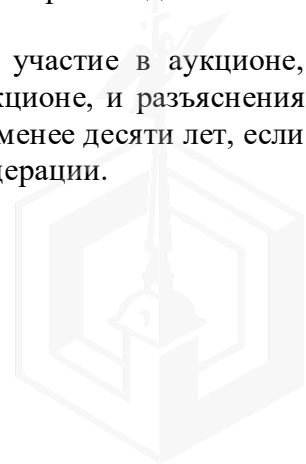 участие в аукционе,
кционе, и разъяснения
менее десяти лет, если
дерации.